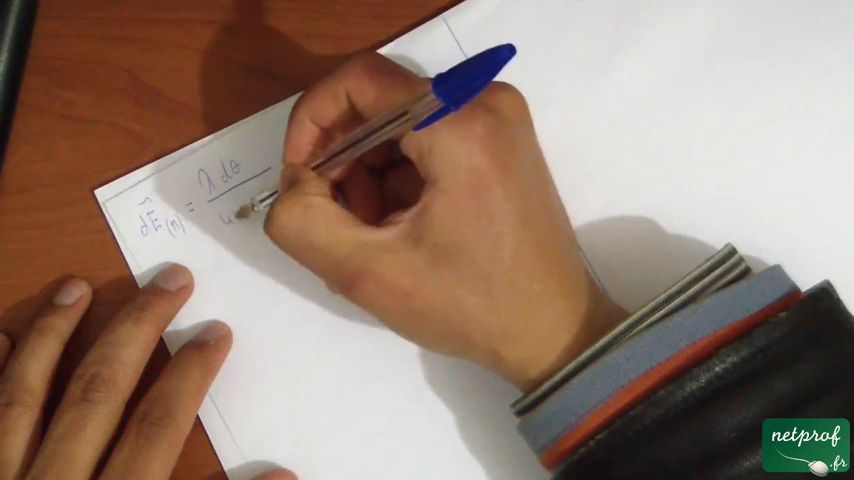 dE⃗(n) = λ dθ / 4
netprof
.fr